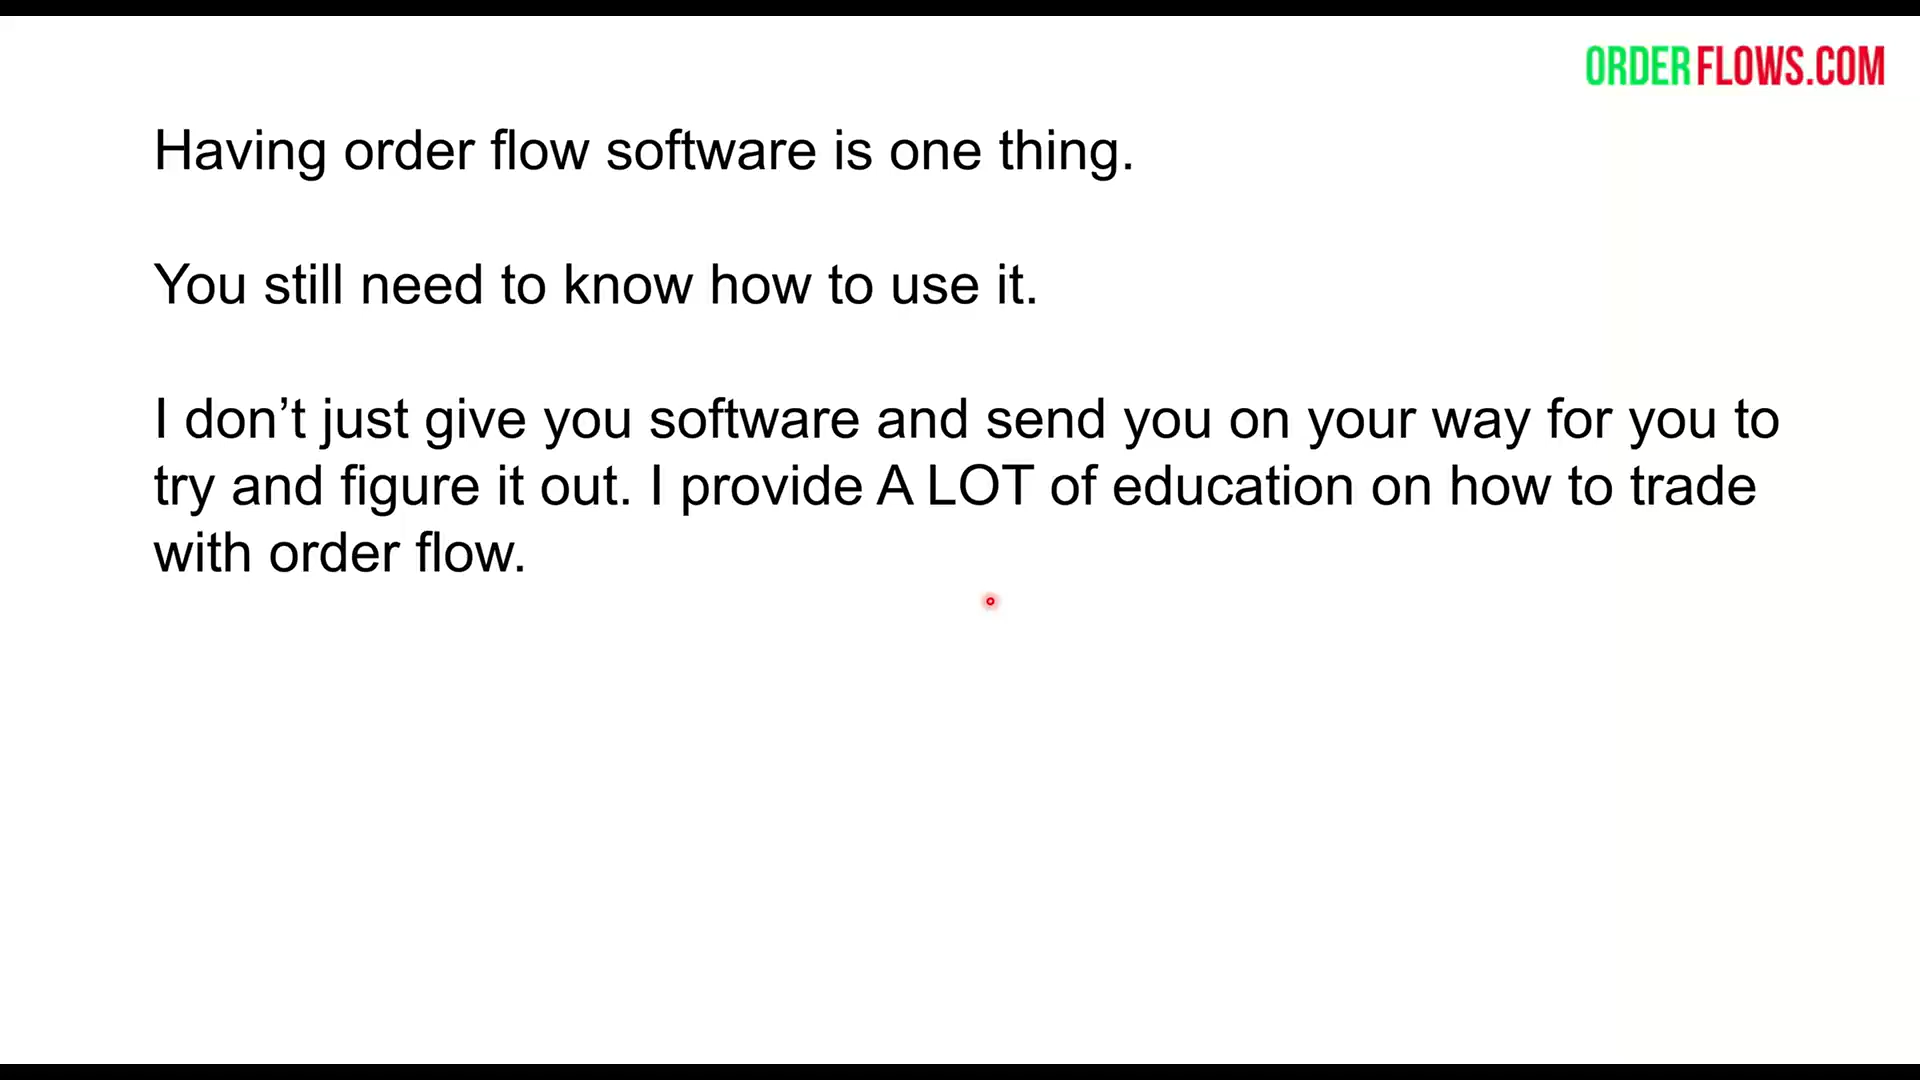 ORDERFLOWS.COM
Having order flow software is one thing.
You still need to know how to use it.
I don’t just give you software and send you on your way for you to
try and figure it out. I provide A LOT of education on how to trade
with order flow.